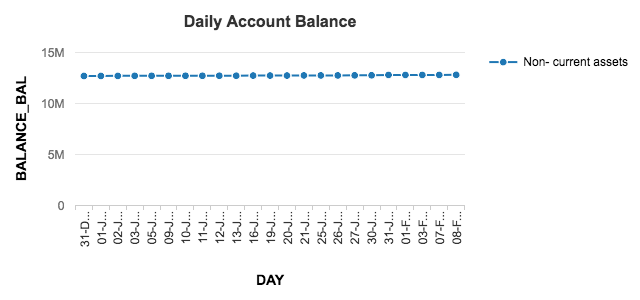 Daily Account Balance
15M
10M
5M
0
BALANCE_BAL
Non- current assets
31-D...
01-J...
02-J...
03-J...
05-J...
09-J...
10-J...
11-J...
12-J...
13-J...
16-J...
19-J...
20-J...
21-J...
25-J...
26-J...
27-J...
30-J...
31-J...
01-F...
03-F...
07-F...
08-F...
DAY